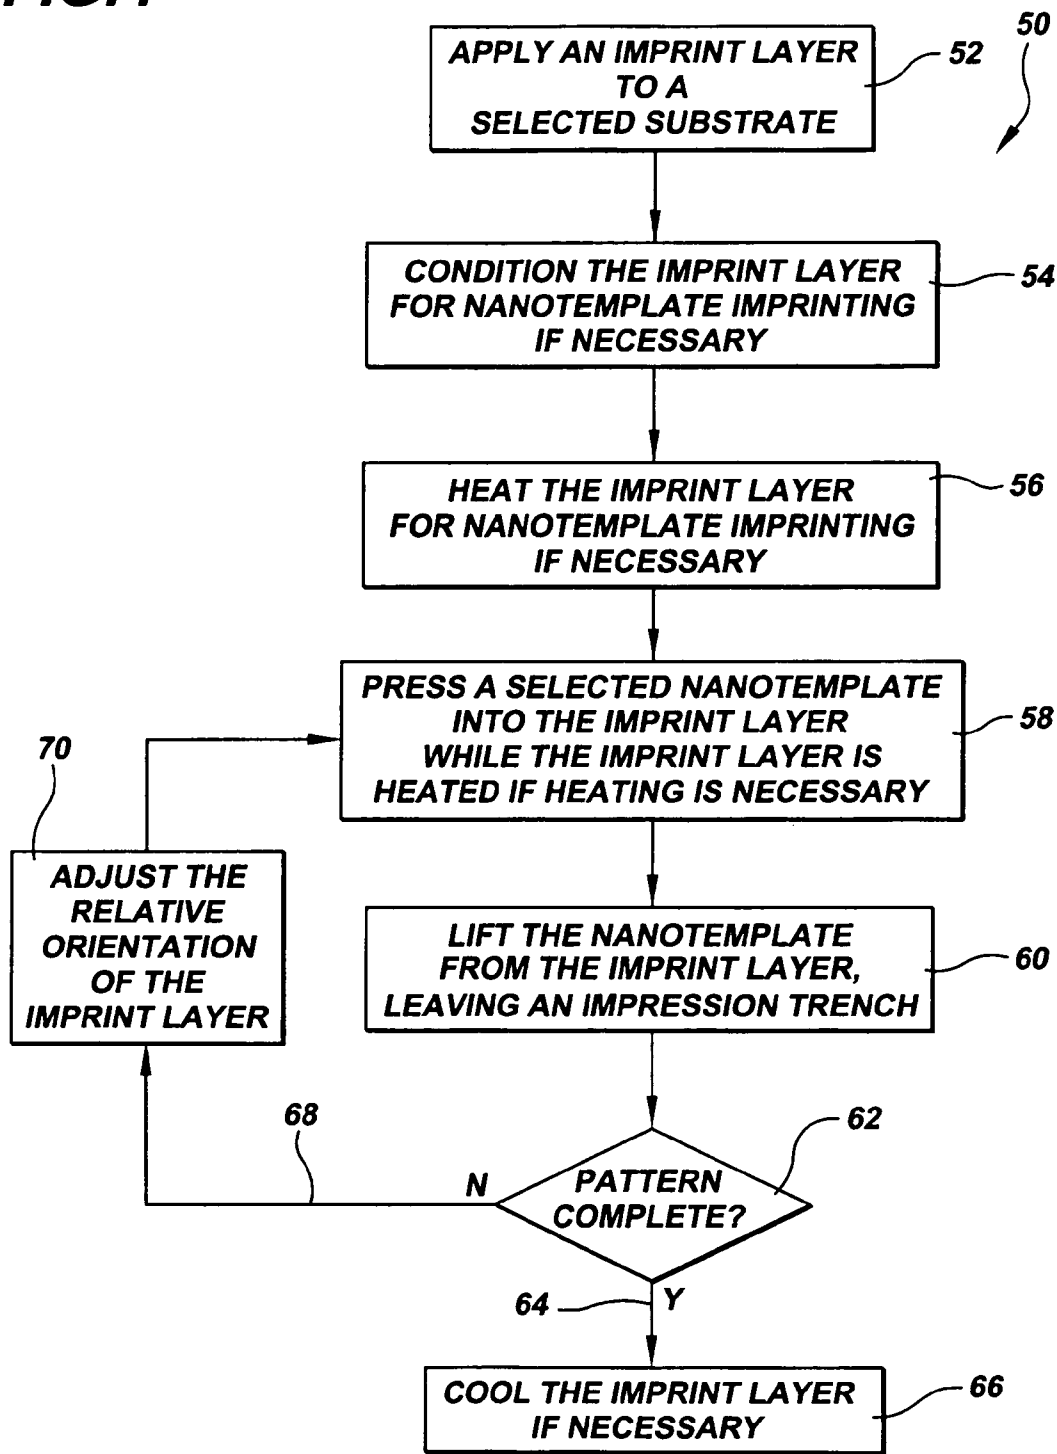 50
APPLY AN IMPRINT LAYER
TO A
SELECTED SUBSTRATE
52
CONDITION THE IMPRINT LAYER
FOR NANOTEMPLATE IMPRINTING
IF NECESSARY
54
HEAT THE IMPRINT LAYER
FOR NANOTEMPLATE IMPRINTING
IF NECESSARY
56
PRESS A SELECTED NANOTEMPLATE
INTO THE IMPRINT LAYER
WHILE THE IMPRINT LAYER IS
HEATED IF HEATING IS NECESSARY
58
70
ADJUST THE
RELATIVE
ORIENTATION
OF THE
IMPRINT LAYER
LIFT THE NANOTEMPLATE
FROM THE IMPRINT LAYER,
LEAVING AN IMPRESSION TRENCH
60
68
62
N
PATTERN
COMPLETE?
64
Y
COOL THE IMPRINT LAYER
IF NECESSARY
66